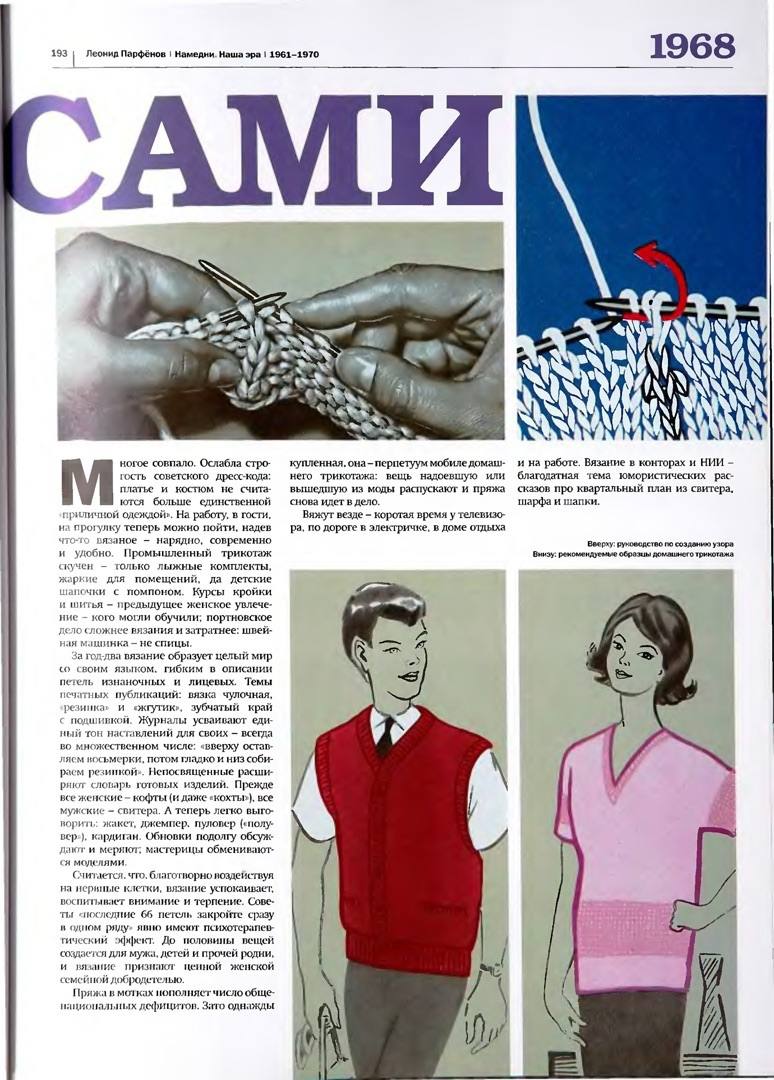 193 | Леонид Парфёнов | Намедни. Наша эра | 1961–1970
1968
САМИ
Многое совпало. Ослабла стро-
гость советского дресс-кода:
платье и костюм не счита-
ются больше единственной
«приличной одеждой». На работу, в гости,
на прогулку теперь можно пойти, надев
что-то вязаное – нарядно, современно
и удобно. Промышленный трикотаж
скучен – только лыжные комплекты,
жаркие для помещений, да детские
шапочки с помпоном. Курсы кройки
и шитья – предыдущее женское увлече-
ние – кого могли обучили; портновское
дело сложнее вязания и затратнее: швей-
ная машинка – не спицы.
За год-два вязание образует целый мир
со своим языком, гибким в описании
петель изнаночных и лицевых. Темы
печатных публикаций: вязка чулочная,
«резинка» и «жгутик», зубчатый край
с подшивкой. Журналы усваивают еди-
ный тон наставлений для своих – всегда
во множественном числе: «вверху остав-
ляем восьмерки, потом гладко и низ соби-
раем резинкой». Непосвященные расши-
ряют словарь готовых изделий. Прежде
все женские – кофты (и даже «кохты»), все
мужские – свитера. А теперь легко выго-
ворить: жакет, джемпер, пуловер («полу-
вер»), кардиган. Обновки подолгу обсуж-
дают и меряют; мастерицы обменивают-
ся моделями.
Считается, что, благотворно воздействуя
на нервные клетки, вязание успокаивает,
воспитывает внимание и терпение. Сове-
ты «последние 66 петель закройте сразу
в одном ряду» явно имеют психотерапев-
тический эффект. До половины вещей
создается для мужа, детей и прочей родни,
и вязание признают ценной женской
семейной добродетелью.
Пряжа в мотках пополняет число обще-
национальных дефицитов. Зато однажды
купленная, она – перпетуум мобиле домаш-
него трикотажа: вещь надоевшую или
вышедшую из моды распускают и пряжа
снова идет в дело.
Вяжут везде – коротая время у телевизо-
ра, по дороге в электричке, в доме отдыха
и на работе. Вязание в конторах и НИИ –
благодатная тема юмористических рас-
сказов про квартальный план из свитера,
шарфа и шапки.
Вверху: руководство по созданию узора
Внизу: рекомендуемые образцы домашнего трикотажа